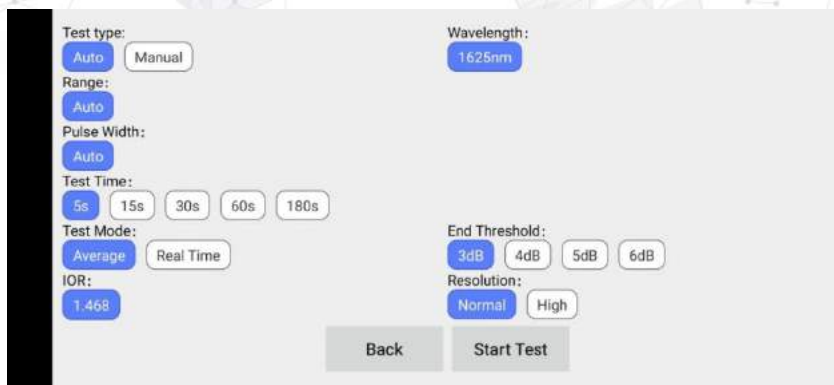 Test type:
Auto Manual
Wavelength:
1625nm
Range:
Auto
Pulse Width:
Auto
Test Time:
5s 15s 30s 60s 180s
Test Mode:
Average Real Time
End Threshold:
3dB 4dB 5dB 6dB
IOR:
1.468
Resolution:
Normal High
Back Start Test